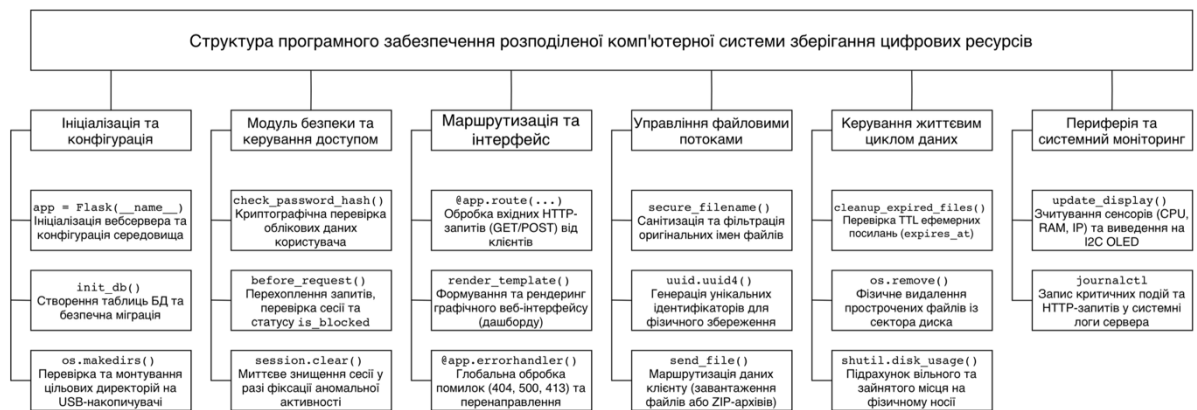 Структура програмного забезпечення розподіленої комп'ютерної системи зберігання цифрових ресурсів
Ініціалізація та
конфігурація
app = Flask(__name__)
Ініціалізація вебсервера та
конфігурація середовища
init_db()
Створення таблиць БД та
безпечна міграція
os.makedirs()
Перевірка та монтування
цільових директорій на
USB-накопичувачі
Модуль безпеки та
керування доступом
check_password_hash()
Криптографічна перевірка
облікових даних
користувача
before_request()
Перехоплення запитів,
перевірка сесії та
статусу is_blocked
session.clear()
Миттєве знищення сесії у
разі фіксації аномальної
активності
Маршрутизація та
інтерфейс
@app.route(...)
Обробка вхідних HTTP-
запитів (GET/POST) від
клієнтів
render_template()
Формування та рендеринг
графічного веб-інтерфейсу
(дашборду)
@app.errorhandler()
Глобальна обробка
помилок (404, 500, 413) та
перенаправлення
Управління файловими
потоками
secure_filename()
Санітизація та фільтрація
оригінальних імен файлів
uuid.uuid4()
Генерація унікальних
ідентифікаторів для
фізичного збереження
send_file()
Маршрутизація даних
клієнту (завантаження
файлів або ZIP-архівів)
Керування життєвим
циклом даних
cleanup_expired_files()
Перевірка TTL ефемерних
посилань (expires_at)
os.remove()
Фізичне видалення
прострочених файлів із
сектора диска
shutil.disk_usage()
Підрахунок вільного та
зайнятого місця на
фізичному носії
Периферія та
системний моніторинг
update_display()
Зчитування сенсорів (CPU,
RAM, IP) та виведення на
I2C OLED
journalctl
Запис критичних подій та
HTTP-запитів у системні
логи сервера